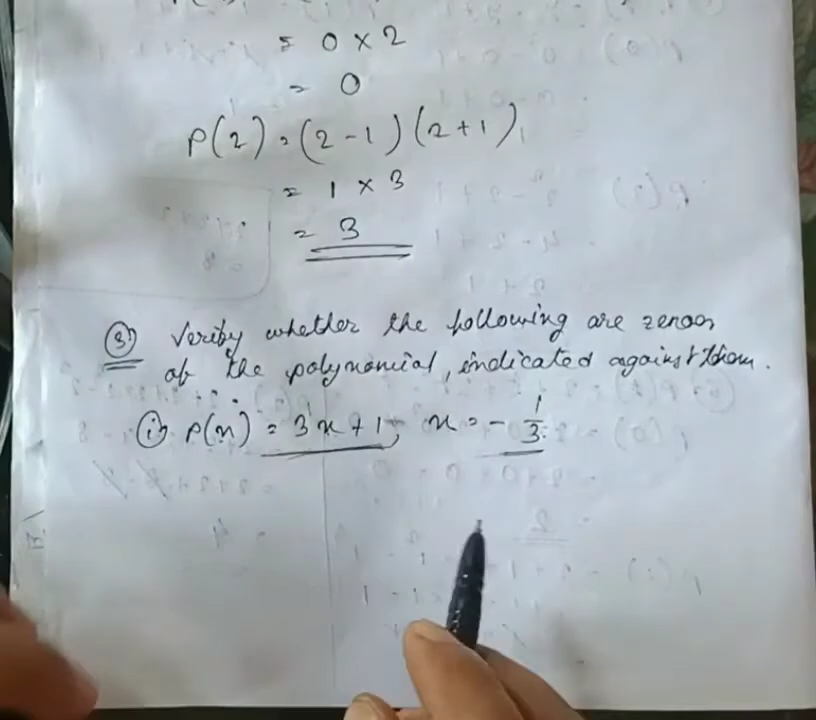 = 0 × 2
= 0
P(2) = (2-1)(2+1)
= 1 × 3
= 3
(3) Verify whether the following are zeroes
of the polynomial, indicated against them.
(i) P(x) = 3x+1, x = -1/3.